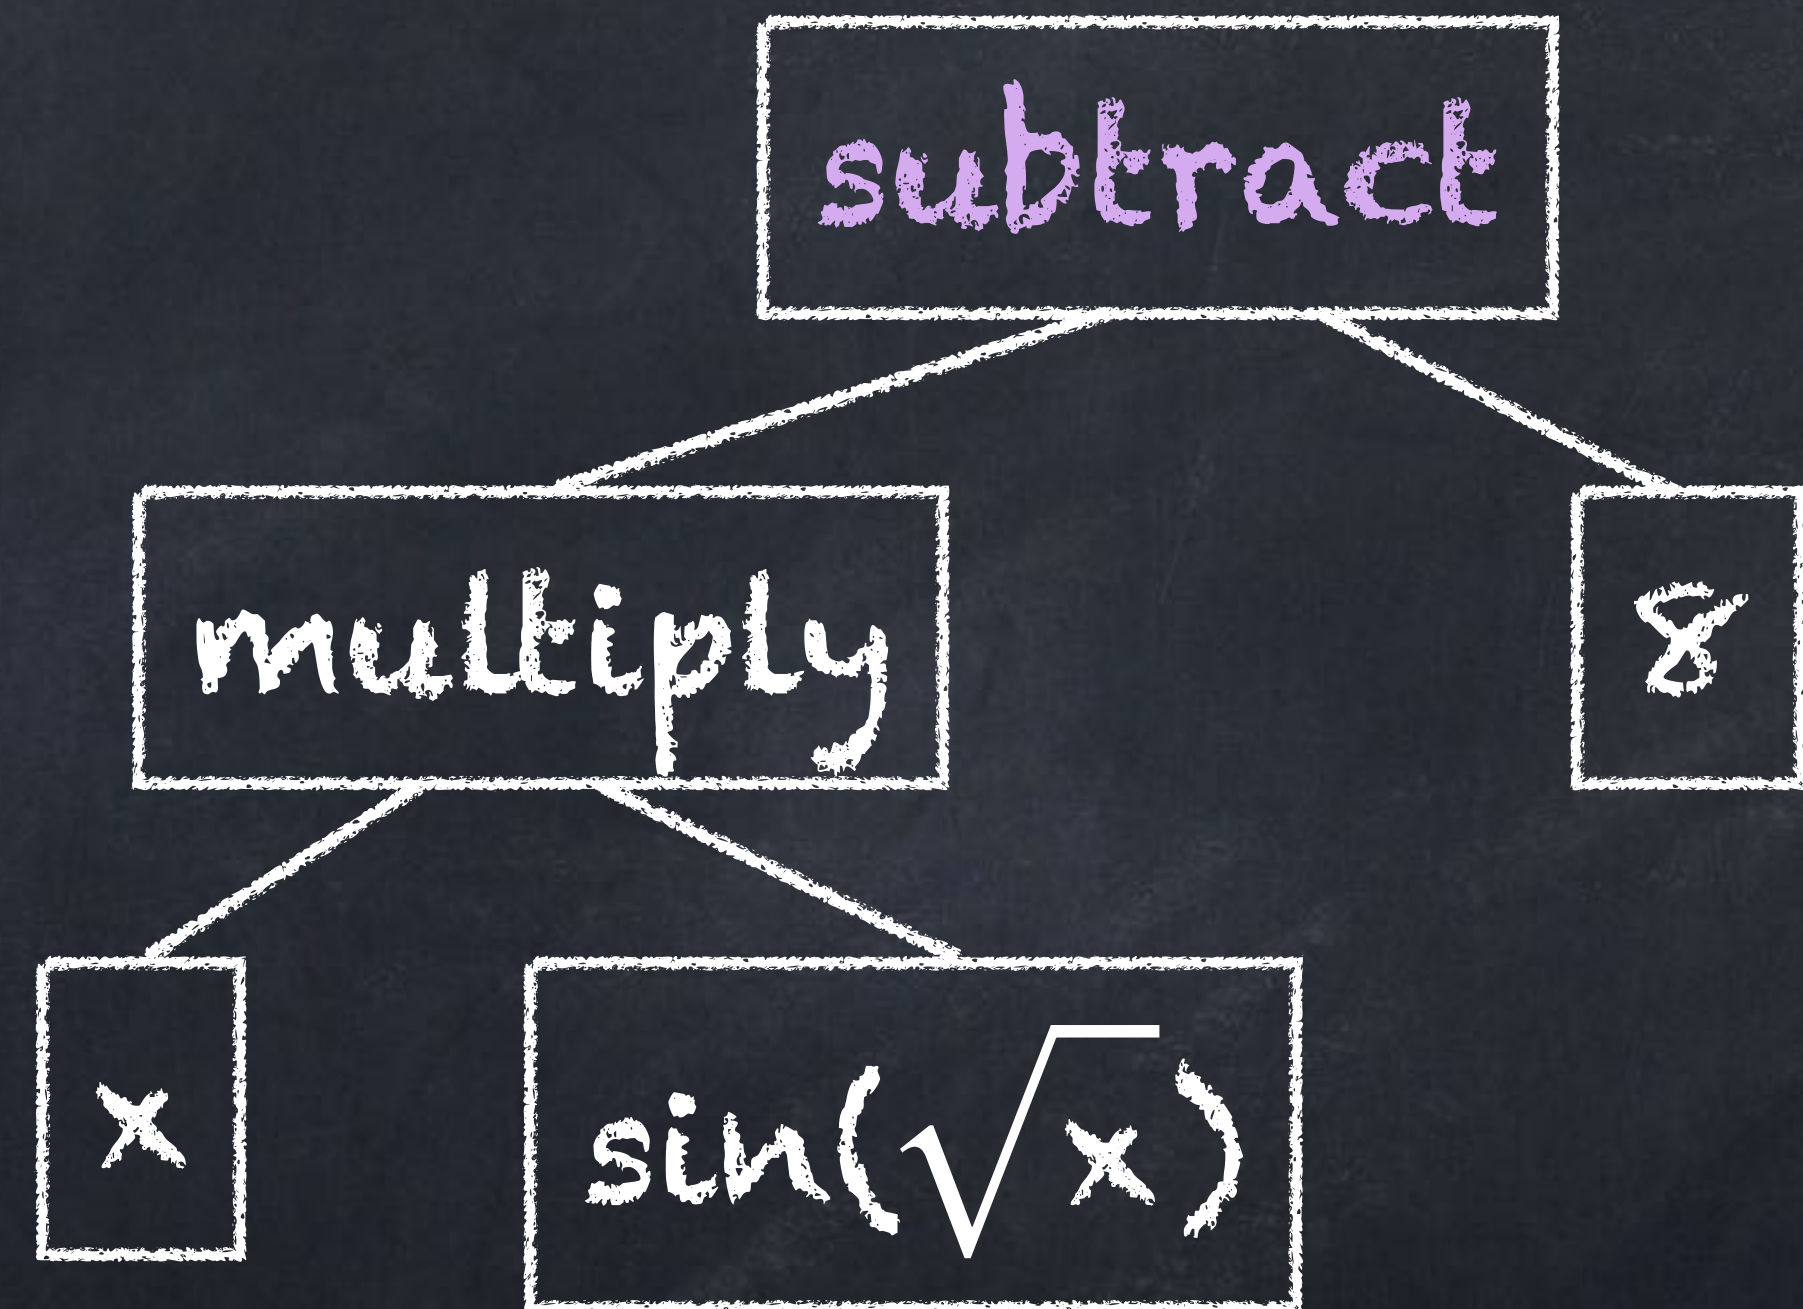 subtract
multiply
8
x
sin(√x)